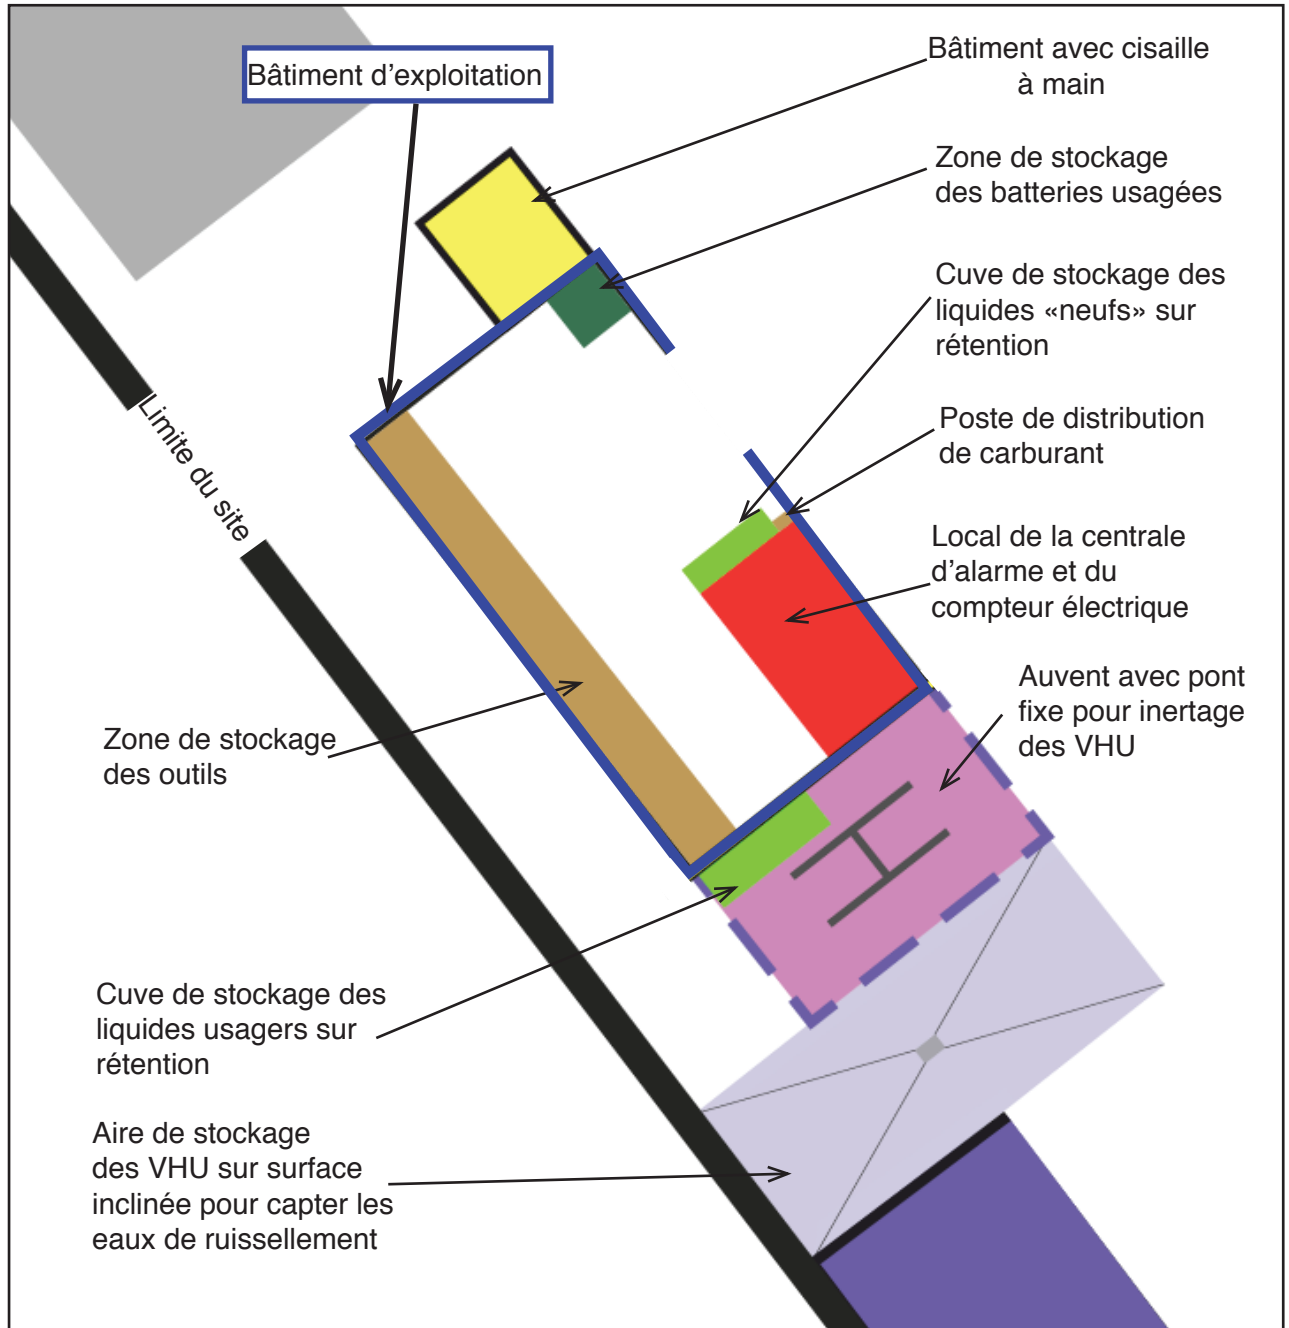 Bâtiment d'exploitation
Bâtiment avec cisaille
à main
Zone de stockage
des batteries usagées
Cuve de stockage des
liquides «neufs» sur
rétention
Poste de distribution
de carburant
Local de la centrale
d'alarme et du
compteur électrique
Auvent avec pont
fixe pour inertage
des VHU
Limite du site
Zone de stockage
des outils
Cuve de stockage des
liquides usagers sur
rétention
Aire de stockage
des VHU sur surface
inclinée pour capter les
eaux de ruissellement